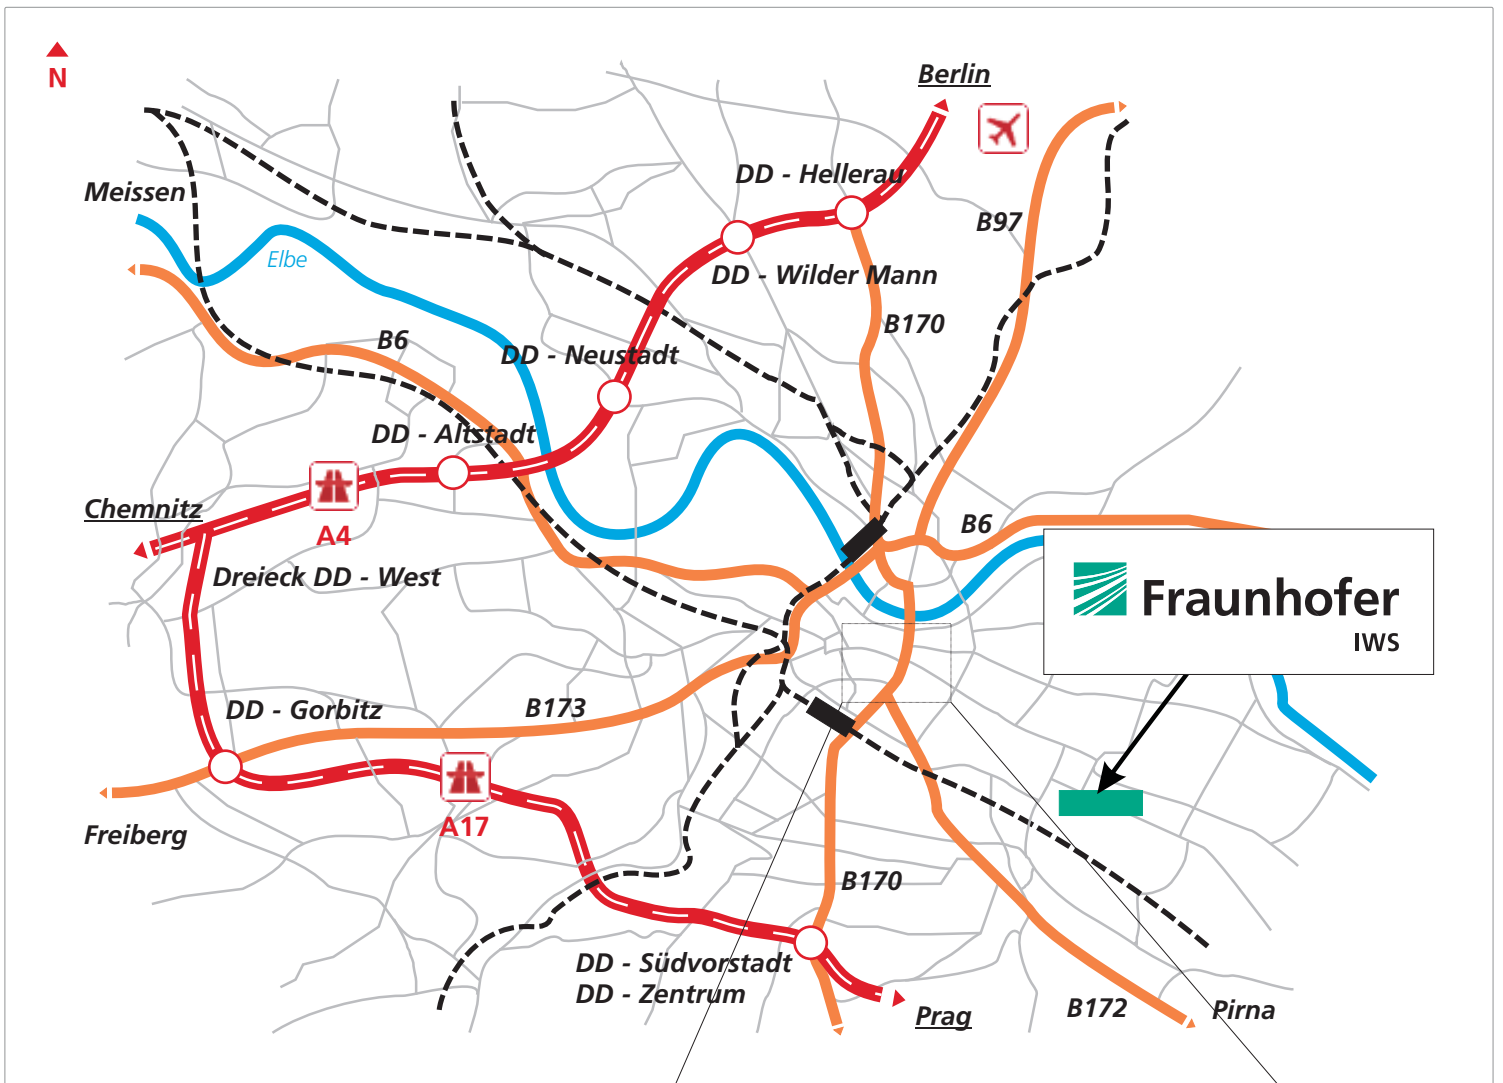 N
Berlin
DD - Hellerau
Meissen
B97
Elbe
DD - Wilder Mann
B170
B6
DD - Neustadt
DD - Altstadt
Chemnitz
A4
B6
Dreieck DD - West
Fraunhofer
IWS
DD - Gorbitz
B173
Freiberg
A17
B170
DD - Südvorstadt
DD - Zentrum
Prag
B172
Pirna